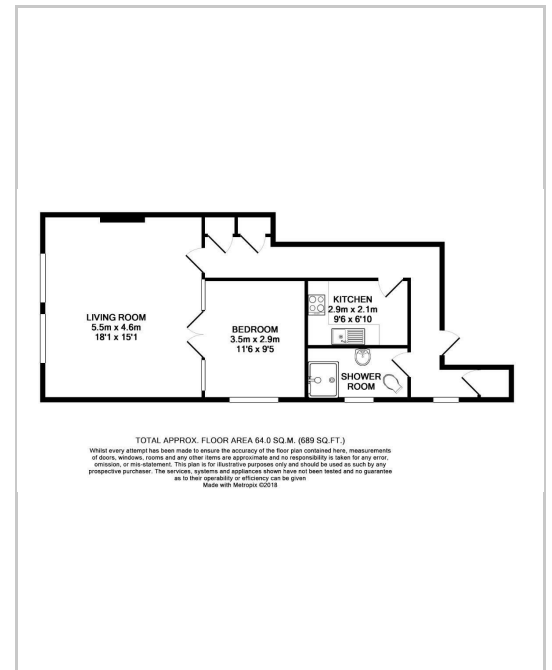 LIVING ROOM
5.5m x 4.6m
18'1 x 15'1
BEDROOM
3.5m x 2.9m
11'6 x 9'5
KITCHEN
2.9m x 2.1m
9'6 x 6'10
SHOWER
ROOM
TOTAL APPROX. FLOOR AREA 64.0 SQ.M. (689 SQ.FT.)
Whilst every attempt has been made to ensure the accuracy of the floor plan contained here, measurements
of doors, windows, rooms and any other items are approximate and no responsibility is taken for any error,
omission, or mis-statement. This plan is for illustrative purposes only and should be used as such by any
prospective purchaser. The services, systems and appliances shown have not been tested and no guarantee
as to their operability or efficiency can be given
Made with Metropix ©2018